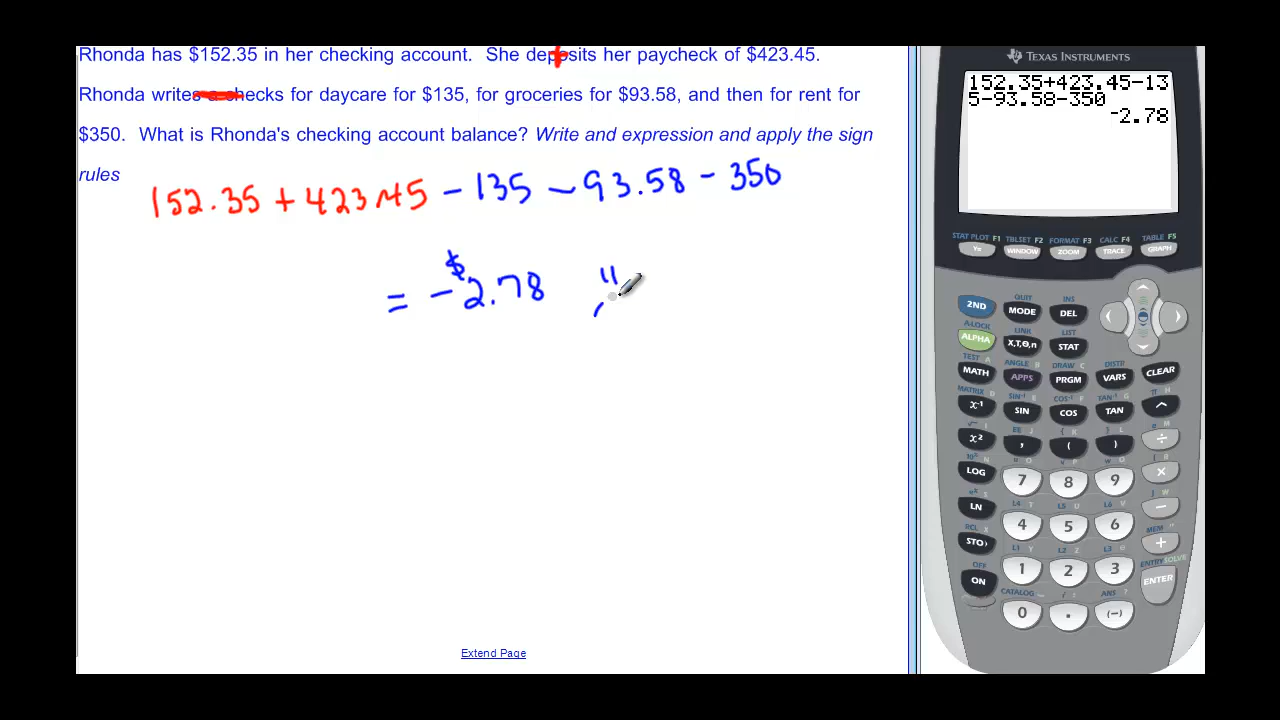 Rhonda has $152.35 in her checking account. She deposits her paycheck of $423.45.
Rhonda writes a checks for daycare for $135, for groceries for $93.58, and then for rent for
$350. What is Rhonda's checking account balance? Write and expression and apply the sign
rules
152.35 + 423.45 - 135 - 93.58 - 350
= -$2.78 "
Extend Page
TEXAS INSTRUMENTS
152.35+423.45-13
5-93.58-350
-2.78
STAT PLOT F1 TBLSET F2 FORMAT F3 CALC F4 TABLE F5
Y= WINDOW ZOOM TRACE GRAPH
QUIT INS
2ND MODE DEL
A-LOCK LINK LIST
ALPHA X,T,Θ,n STAT
TEST A ANGLE B DRAW C DISTR
MATH APPS PRGM VARS CLEAR
MATRIX D SIN⁻¹ E COS⁻¹ F TAN⁻¹ G π H
X⁻¹ SIN COS TAN ^
√ I EE J { K } L e M
X² , ( ) ÷
10ˣ N u O v P w Q [ R
LOG 7 8 9 ×
eˣ S L4 T L5 U L6 V ] W
LN 4 5 6 −
RCL X L1 Y L2 Z L3 θ MEM "
STO› 1 2 3 +
OFF CATALOG i : ANS ? ENTRY SOLVE
ON 0 . (−) ENTER